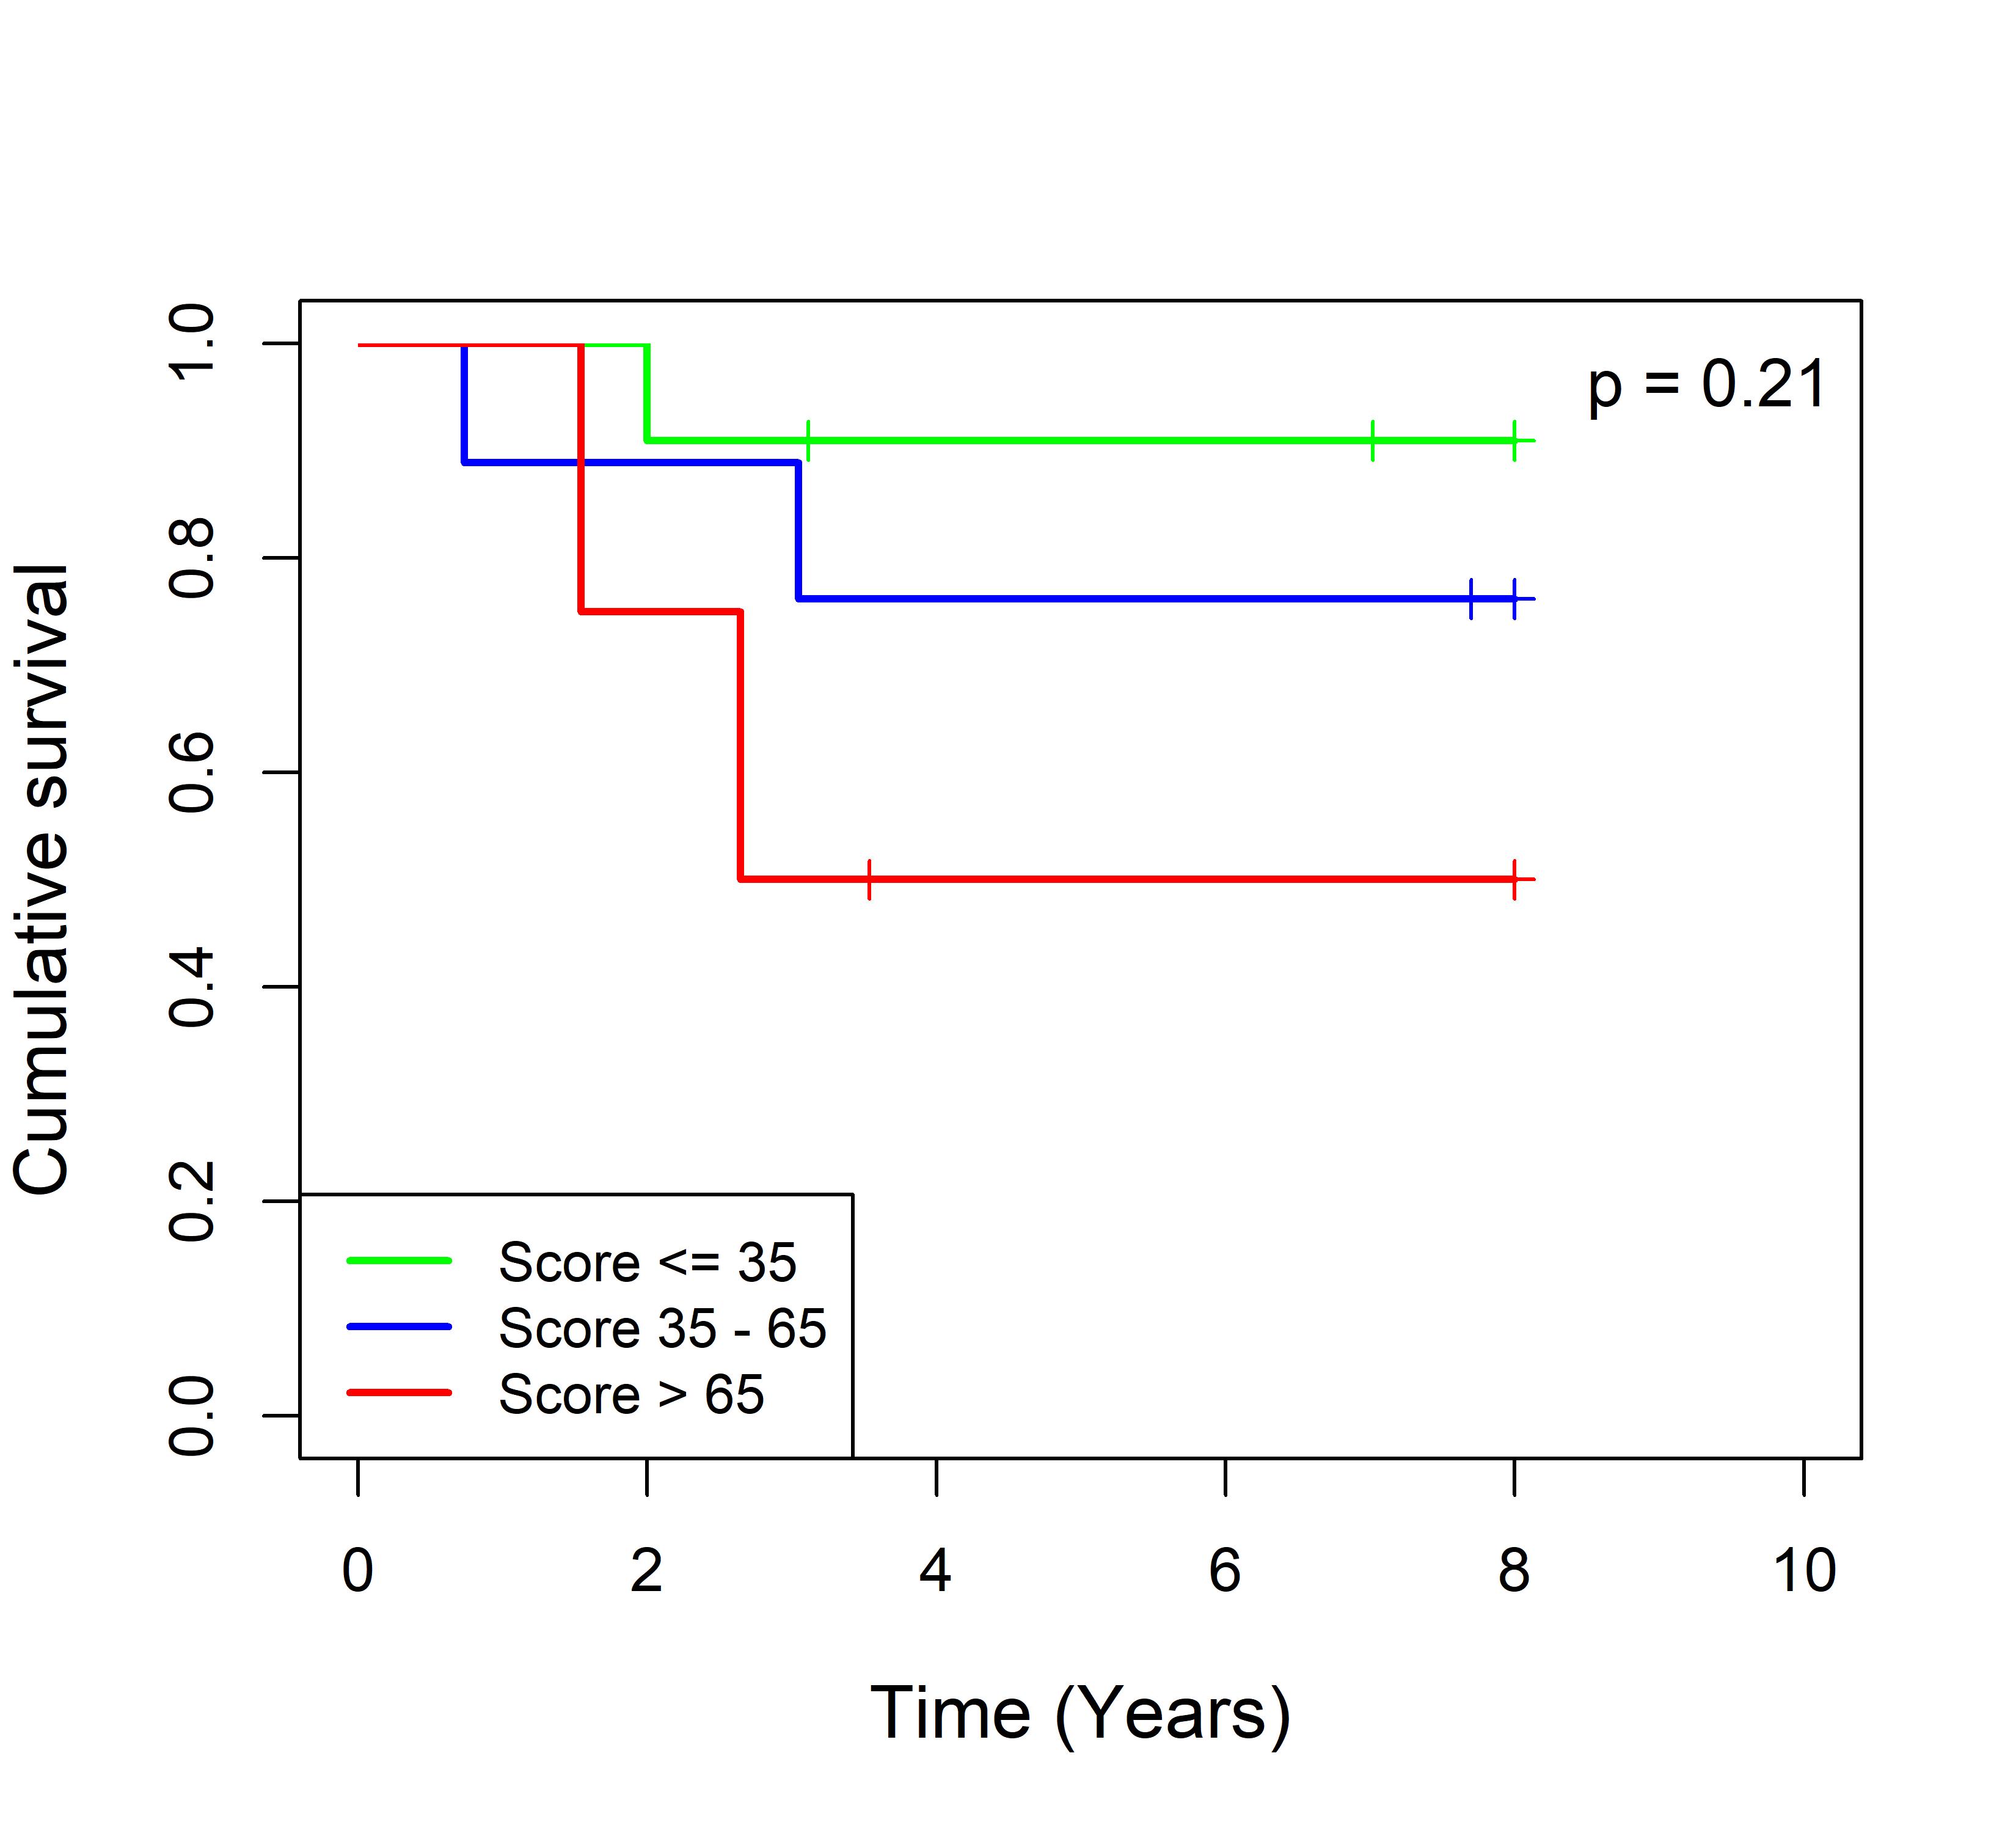 p = 0.21
Cumulative survival
1.0
0.8
0.6
0.4
0.2
0.0
Score <= 35
Score 35 - 65
Score > 65
0 2 4 6 8 10
Time (Years)